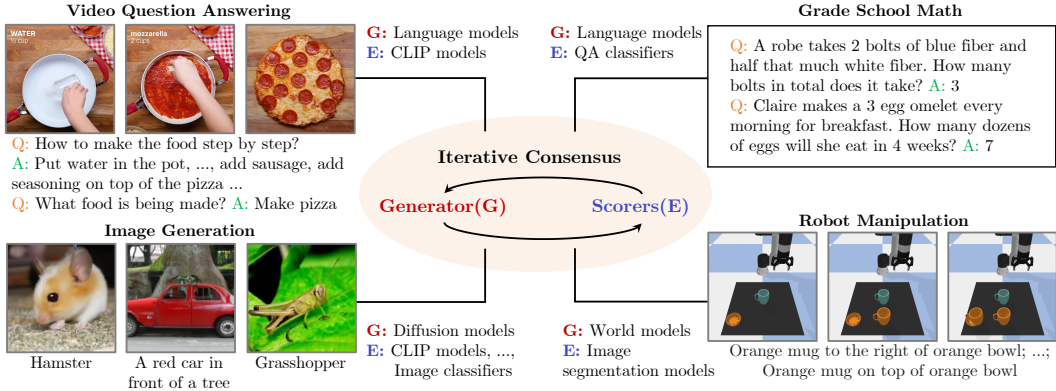 Video Question Answering
WATER
½ cup
mozzarella
2 cups
Q: How to make the food step by step?
A: Put water in the pot, ..., add sausage, add
seasoning on top of the pizza ...
Q: What food is being made? A: Make pizza
G: Language models
E: CLIP models
G: Language models
E: QA classifiers
Grade School Math
Q: A robe takes 2 bolts of blue fiber and
half that much white fiber. How many
bolts in total does it take? A: 3
Q: Claire makes a 3 egg omelet every
morning for breakfast. How many dozens
of eggs will she eat in 4 weeks? A: 7
Iterative Consensus
Generator(G)
Scorers(E)
Image Generation
Hamster
A red car in
front of a tree
Grasshopper
G: Diffusion models
E: CLIP models, ...,
Image classifiers
G: World models
E: Image
segmentation models
Robot Manipulation
Orange mug to the right of orange bowl; ...;
Orange mug on top of orange bowl